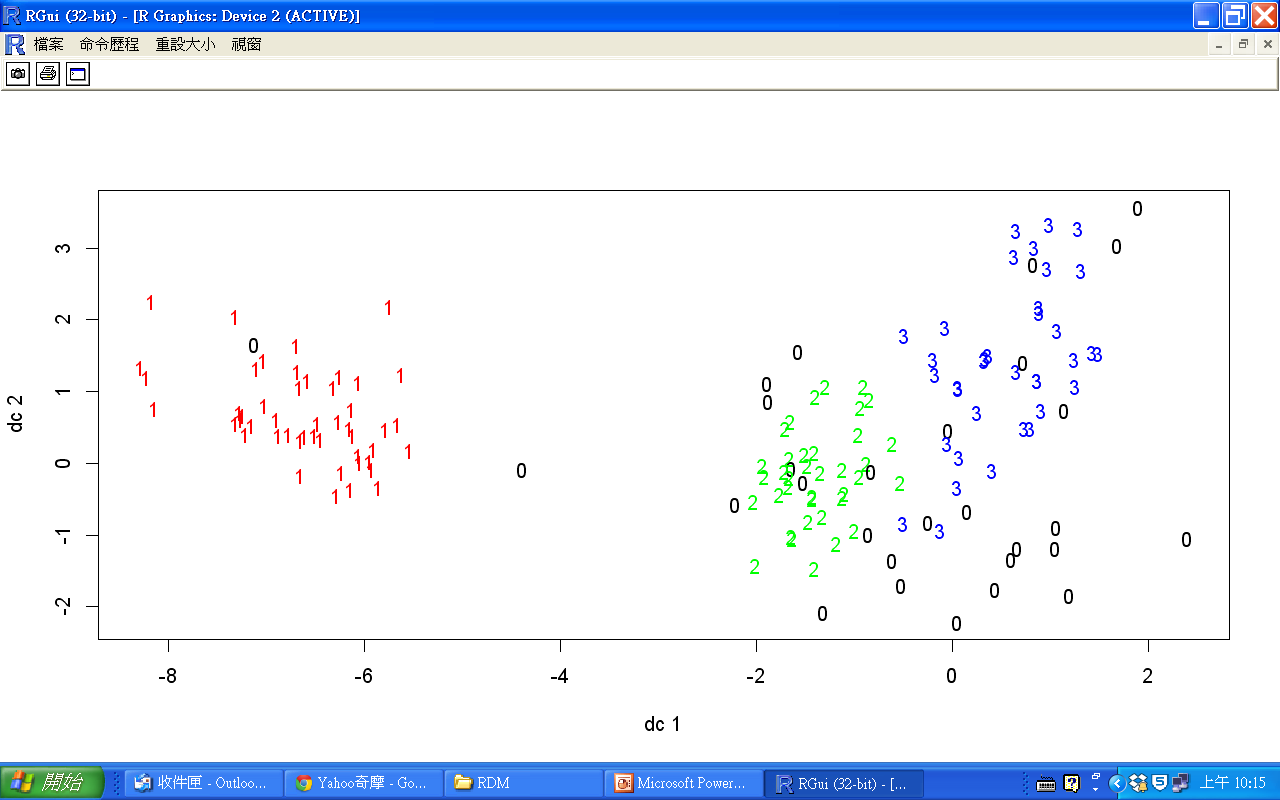 RGui (32-bit) - [R Graphics: Device 2 (ACTIVE)]
檔案 命令歷程 重設大小 視窗
dc 2
3
2
1
0
-1
-2
-8 -6 -4 -2 0 2
dc 1
開始 收件匣 - Outloo... Yahoo奇摩 - Go... RDM Microsoft Power... RGui (32-bit) - [... 上午 10:15